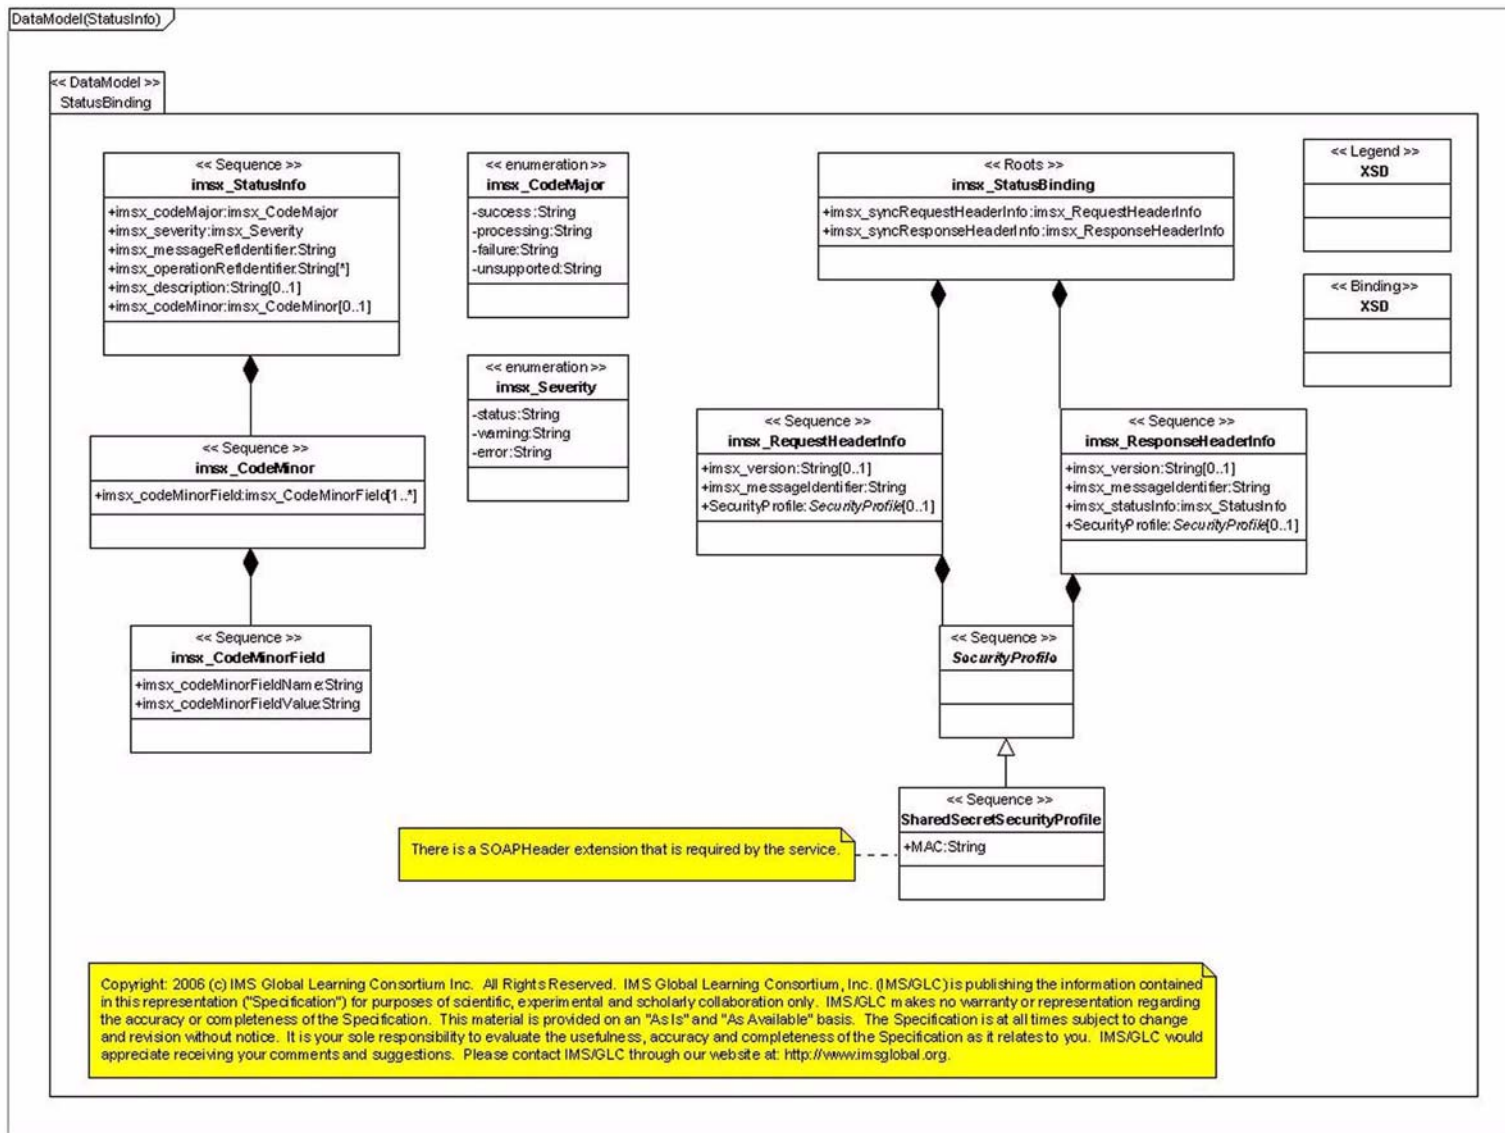 DataModel(StatusInfo)
<< DataModel >>
StatusBinding
<< Sequence >>
imsx_StatusInfo
+imsx_codeMajor:imsx_CodeMajor
+imsx_severity:imsx_Severity
+imsx_messageRefIdentifier:String
+imsx_operationRefIdentifier:String[*]
+imsx_description:String[0..1]
+imsx_codeMinor:imsx_CodeMinor[0..1]
<< enumeration >>
imsx_CodeMajor
-success:String
-processing:String
-failure:String
-unsupported:String
<< Roots >>
imsx_StatusBinding
+imsx_syncRequestHeaderInfo:imsx_RequestHeaderInfo
+imsx_syncResponseHeaderInfo:imsx_ResponseHeaderInfo
<< Legend >>
XSD
<< Binding>>
XSD
<< enumeration >>
imsx_Severity
-status:String
-warning:String
-error:String
<< Sequence >>
imsx_CodeMinor
+imsx_codeMinorField:imsx_CodeMinorField[1..*]
<< Sequence >>
imsx_RequestHeaderInfo
+imsx_version:String[0..1]
+imsx_messageIdentifier:String
+SecurityProfile:SecurityProfile[0..1]
<< Sequence >>
imsx_ResponseHeaderInfo
+imsx_version:String[0..1]
+imsx_messageIdentifier:String
+imsx_statusInfo:imsx_StatusInfo
+SecurityProfile:SecurityProfile[0..1]
<< Sequence >>
imsx_CodeMinorField
+imsx_codeMinorFieldName:String
+imsx_codeMinorFieldValue:String
<< Sequence >>
SecurityProfile
<< Sequence >>
SharedSecretSecurityProfile
+MAC:String
There is a SOAPHeader extension that is required by the service.
Copyright: 2006 (c) IMS Global Learning Consortium Inc. All Rights Reserved. IMS Global Learning Consortium, Inc. (IMS/GLC) is publishing the information contained
in this representation ("Specification") for purposes of scientific, experimental and scholarly collaboration only. IMS/GLC makes no warranty or representation regarding
the accuracy or completeness of the Specification. This material is provided on an "As Is" and "As Available" basis. The Specification is at all times subject to change
and revision without notice. It is your sole responsibility to evaluate the usefulness, accuracy and completeness of the Specification as it relates to you. IMS/GLC would
appreciate receiving your comments and suggestions. Please contact IMS/GLC through our website at: http://www.imsglobal.org.